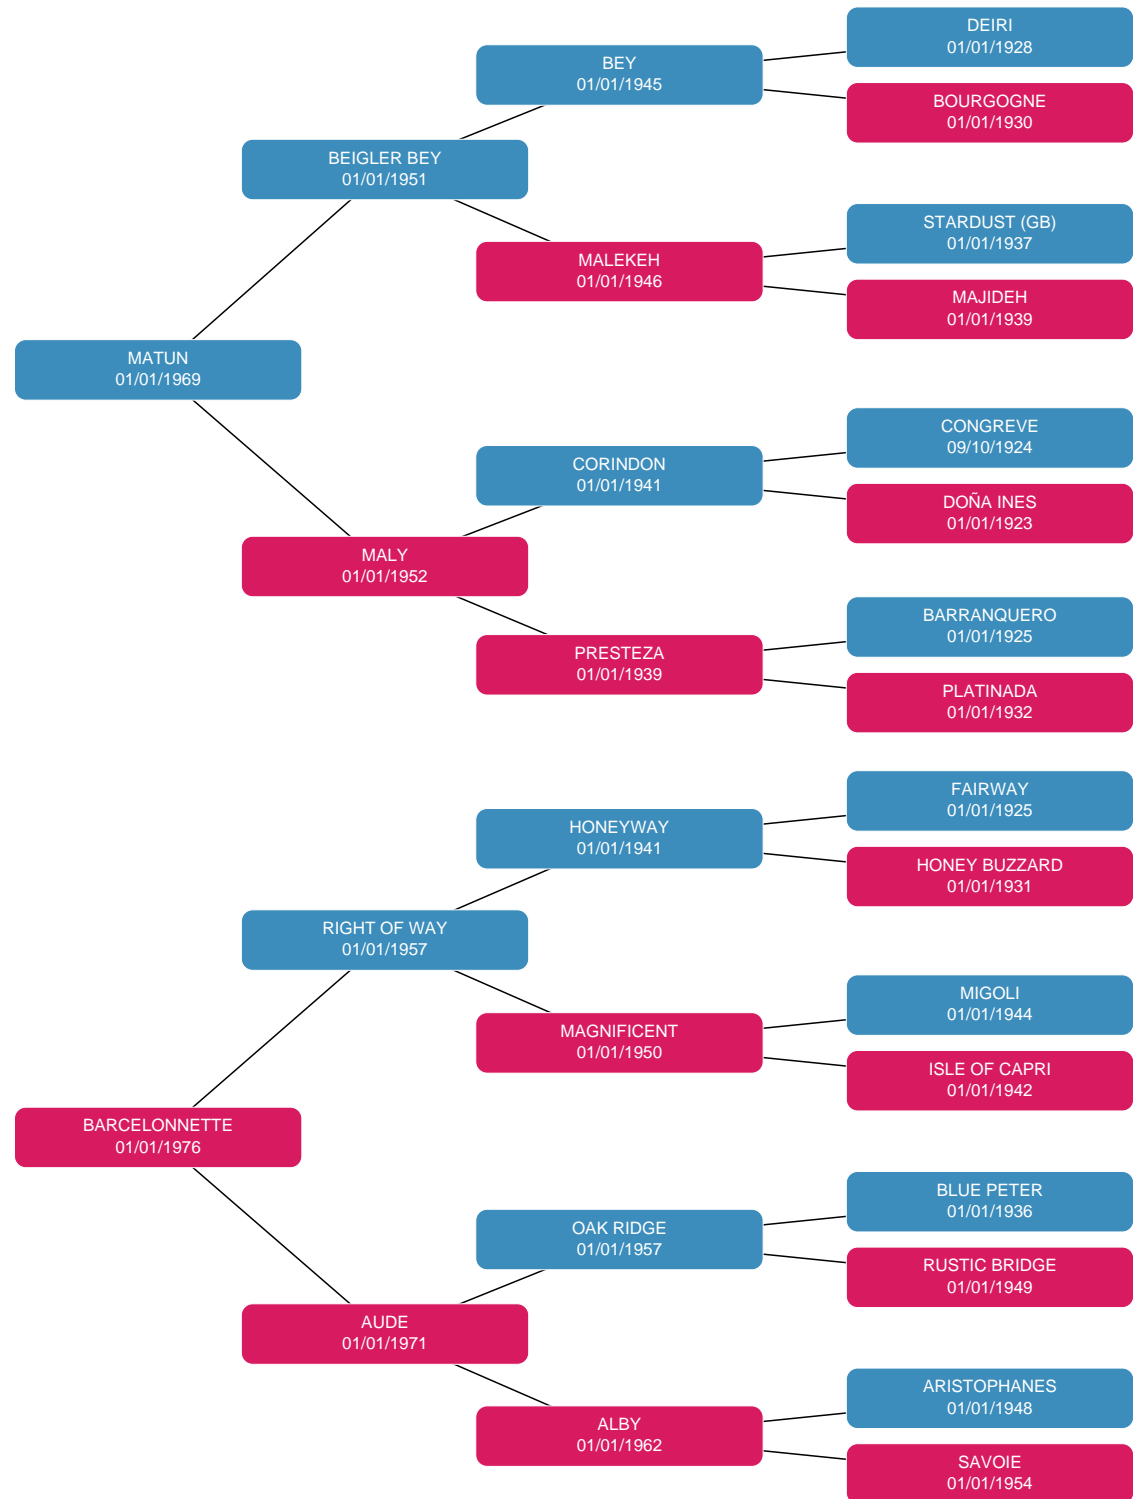 DEIRI
01/01/1928
BEY
01/01/1945
BOURGOGNE
01/01/1930
BEIGLER BEY
01/01/1951
STARDUST (GB)
01/01/1937
MALEKEH
01/01/1946
MAJIDEH
01/01/1939
MATUN
01/01/1969
CONGREVE
09/10/1924
CORINDON
01/01/1941
DOÑA INES
01/01/1923
MALY
01/01/1952
BARRANQUERO
01/01/1925
PRESTEZA
01/01/1939
PLATINADA
01/01/1932
FAIRWAY
01/01/1925
HONEYWAY
01/01/1941
HONEY BUZZARD
01/01/1931
RIGHT OF WAY
01/01/1957
MIGOLI
01/01/1944
MAGNIFICENT
01/01/1950
ISLE OF CAPRI
01/01/1942
BARCELONNETTE
01/01/1976
BLUE PETER
01/01/1936
OAK RIDGE
01/01/1957
RUSTIC BRIDGE
01/01/1949
AUDE
01/01/1971
ARISTOPHANES
01/01/1948
ALBY
01/01/1962
SAVOIE
01/01/1954